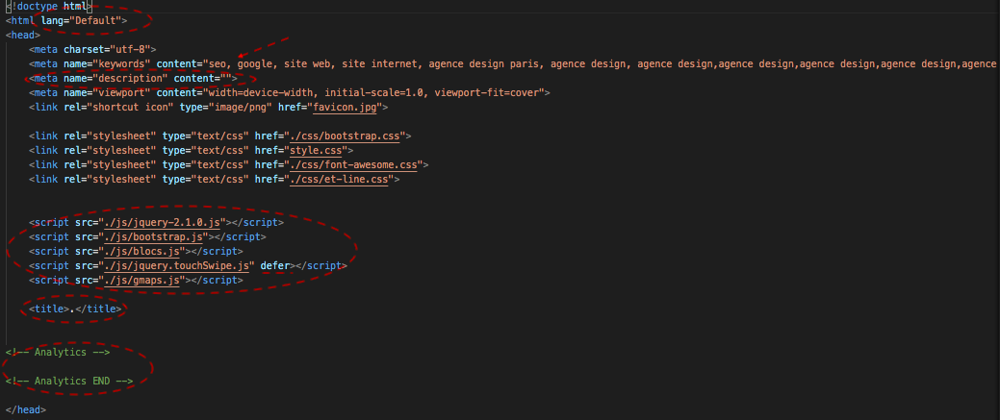 <!doctype html>
<html lang="Default">
<head>
<meta charset="utf-8">
<meta name="keywords" content="seo, google, site web, site internet, agence design paris, agence design, agence design,agence design,agence design,agence design,agence design,agence
<meta name="description" content="">
<meta name="viewport" content="width=device-width, initial-scale=1.0, viewport-fit=cover">
<link rel="shortcut icon" type="image/png" href="favicon.jpg">
<link rel="stylesheet" type="text/css" href="./css/bootstrap.css">
<link rel="stylesheet" type="text/css" href="style.css">
<link rel="stylesheet" type="text/css" href="./css/font-awesome.css">
<link rel="stylesheet" type="text/css" href="./css/et-line.css">
<script src="./js/jquery-2.1.0.js"></script>
<script src="./js/bootstrap.js"></script>
<script src="./js/blocs.js"></script>
<script src="./js/jquery.touchSwipe.js" defer></script>
<script src="./js/gmaps.js"></script>
<title>.</title>
<!-- Analytics -->
<!-- Analytics END -->
</head>